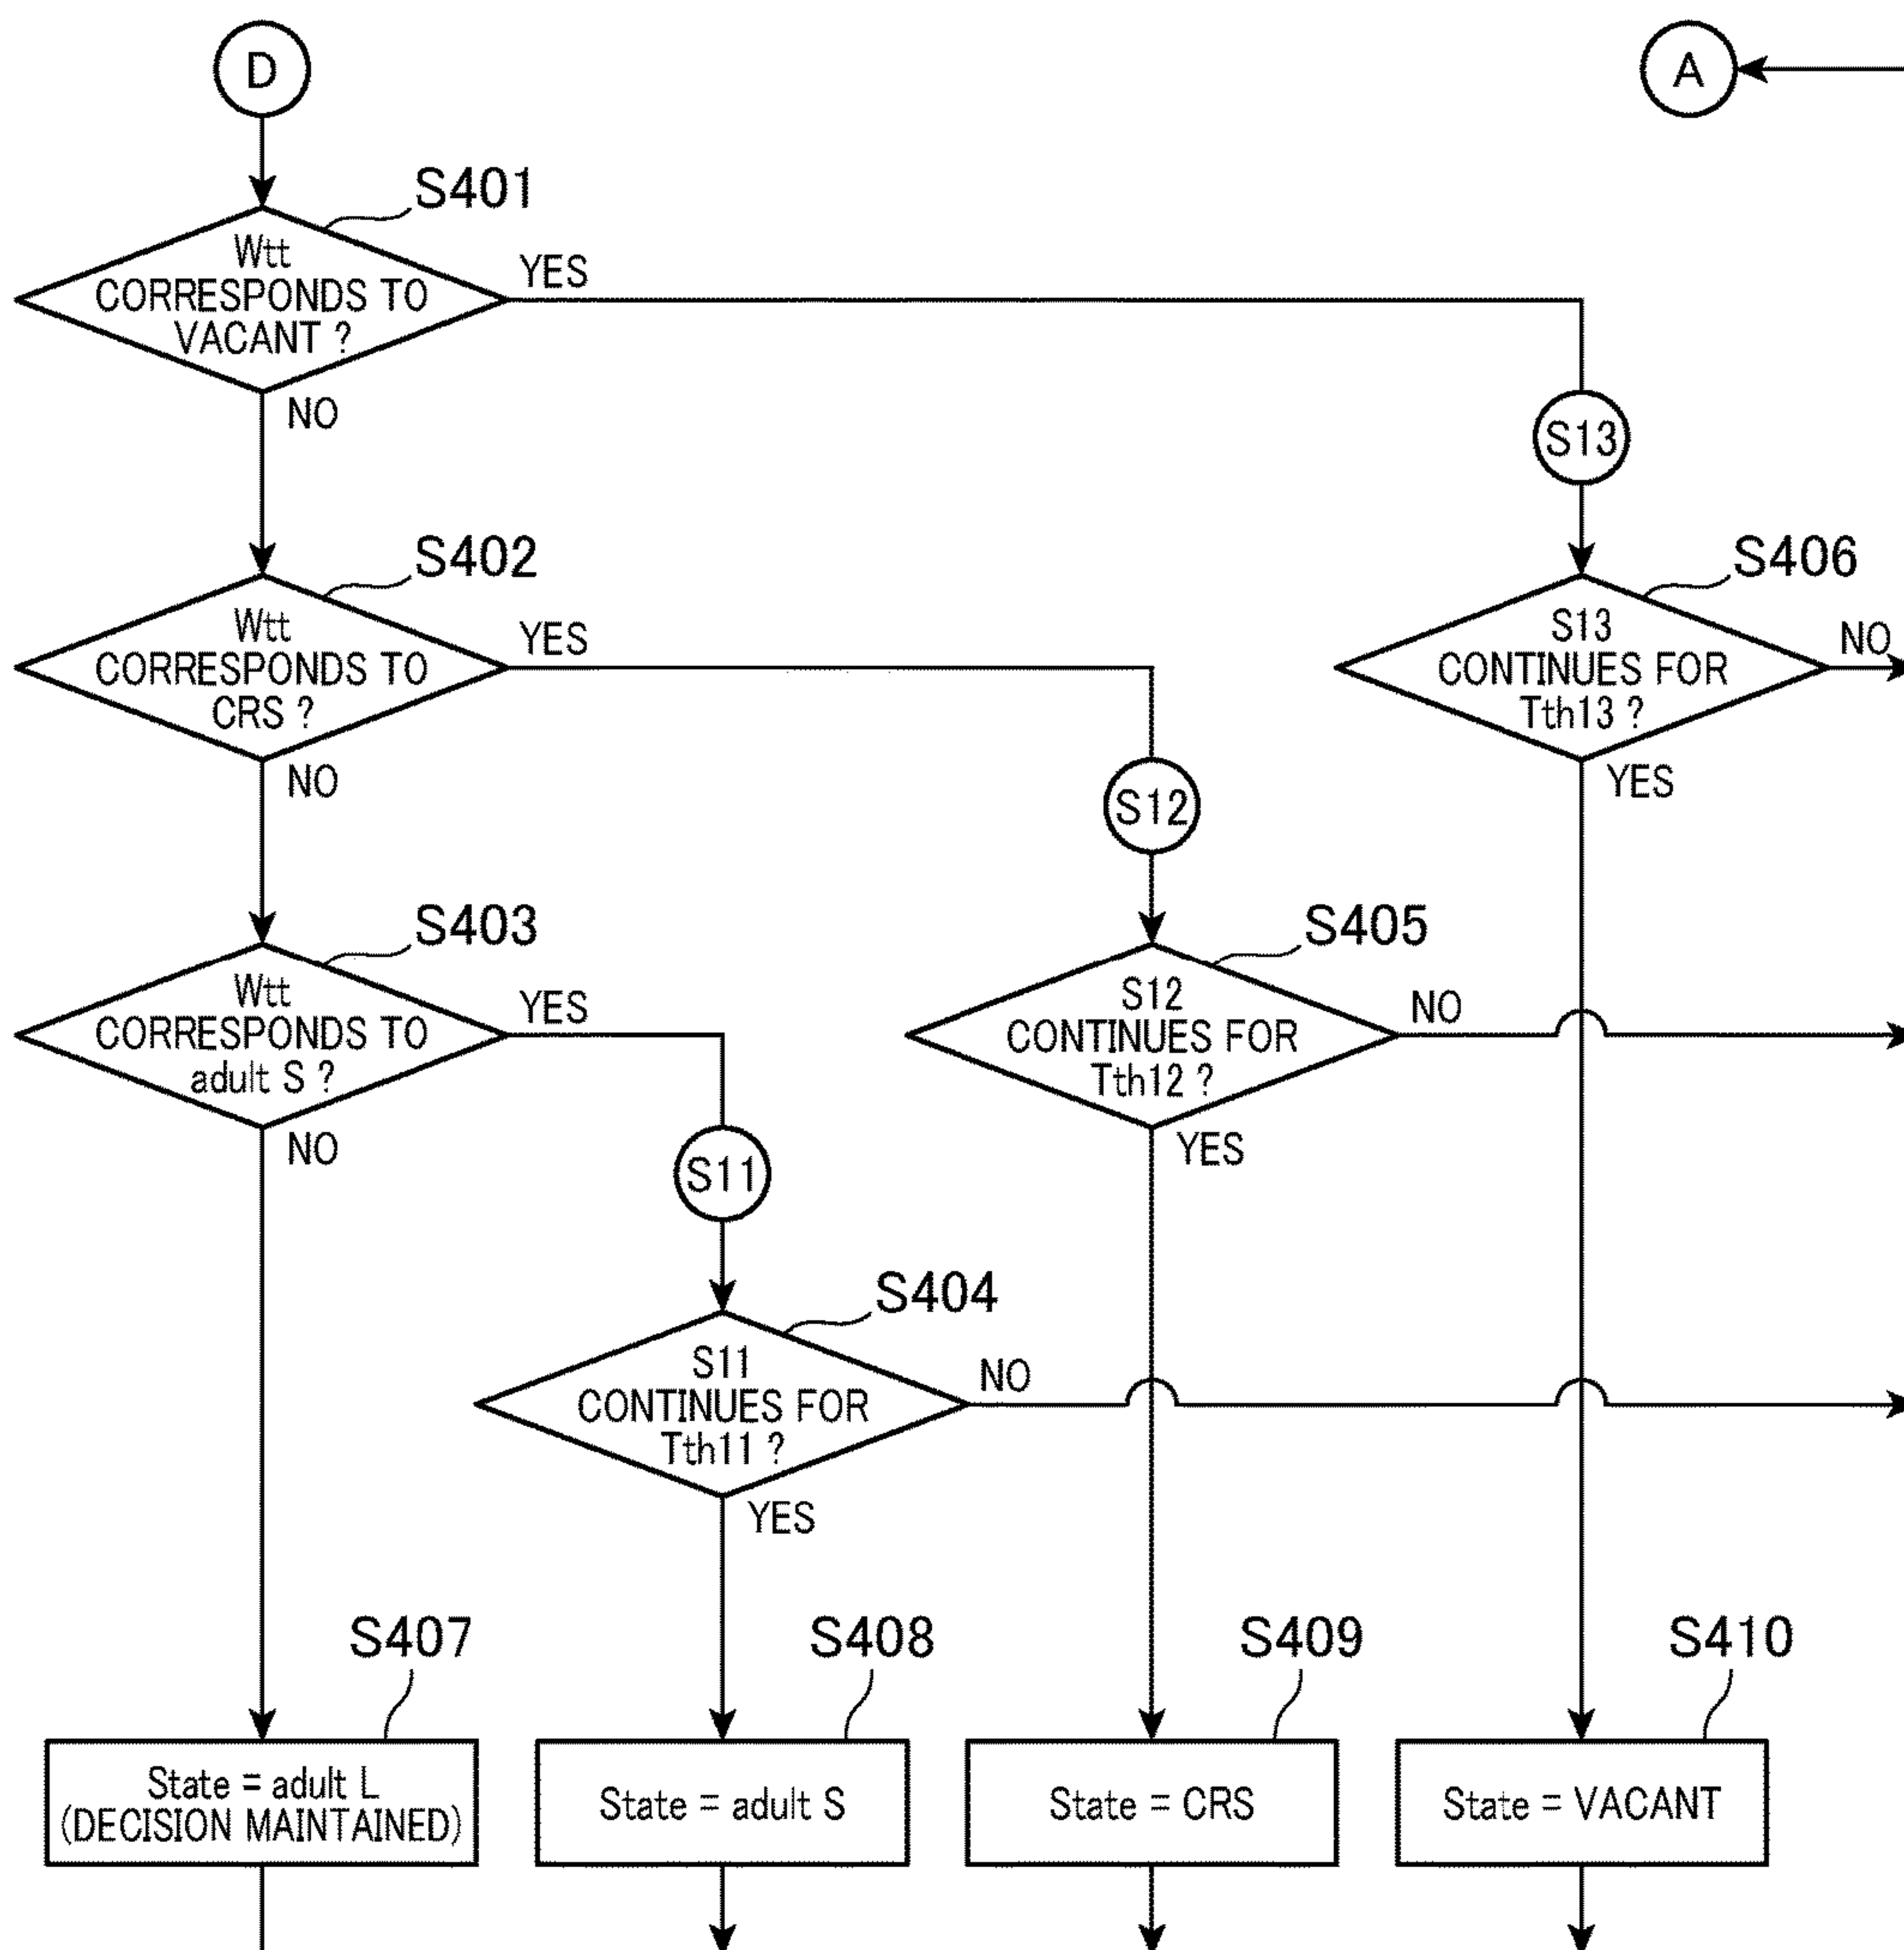 D
A
S401
Wtt
CORRESPONDS TO
VACANT ?
YES
NO
S13
S402
Wtt
CORRESPONDS TO
CRS ?
YES
NO
S406
S13
CONTINUES FOR
Tth13 ?
NO
YES
S12
S403
Wtt
CORRESPONDS TO
adult S ?
YES
NO
S405
S12
CONTINUES FOR
Tth12 ?
NO
YES
S11
S404
S11
CONTINUES FOR
Tth11 ?
NO
YES
S407
State = adult L
(DECISION MAINTAINED)
S408
State = adult S
S409
State = CRS
S410
State = VACANT